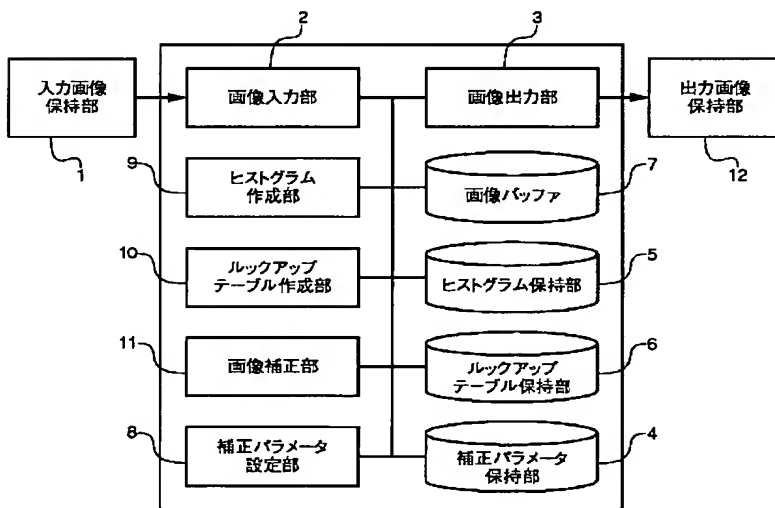 2
3
入力画像
保持部
画像入力部
画像出力部
出力画像
保持部
1
12
9
ヒストグラム
作成部
画像バッファ
7
10
ルックアップ
テーブル作成部
ヒストグラム保持部
5
11
画像補正部
ルックアップ
テーブル保持部
6
8
補正パラメータ
設定部
補正パラメータ
保持部
4